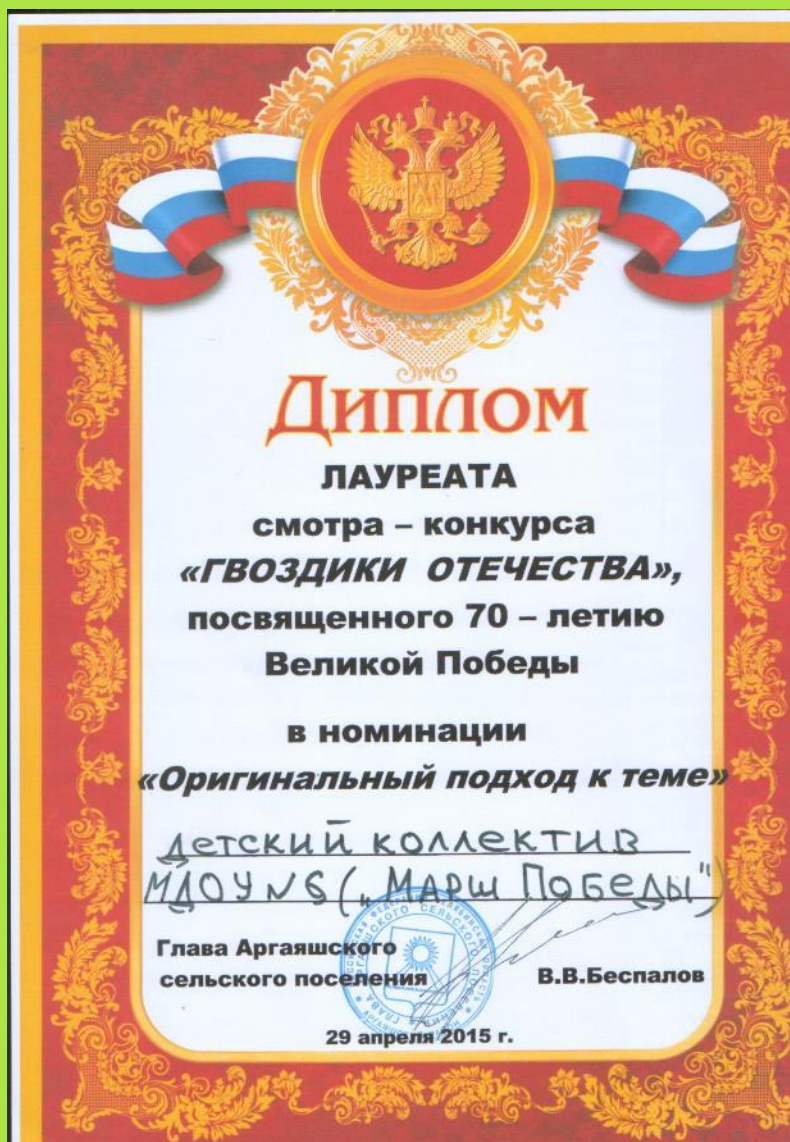 Диплом
ЛАУРЕАТА
смотра – конкурса
«ГВОЗДИКИ ОТЕЧЕСТВА»,
посвященного 70 – летию
Великой Победы
в номинации
«Оригинальный подход к теме»
детский коллектив
МДОУ №6 („Марш Победы")
Глава Аргаяшского
сельского поселения В.В.Беспалов
29 апреля 2015 г.